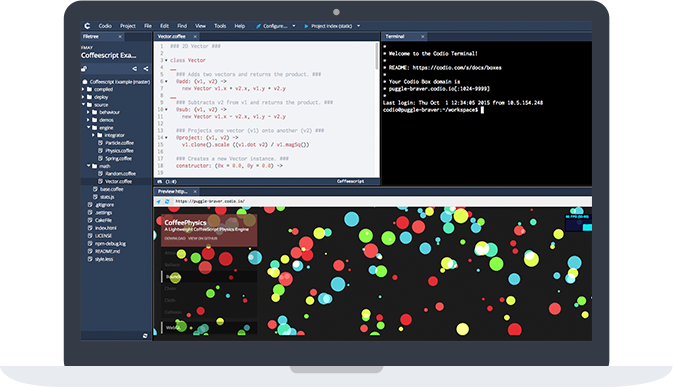 Codio Project File Edit Find View Tools Help Configure... Project Index (static)
Filetree
FMAY
Coffeescript Exa...
Coffeescript Example (master)
compiled
deploy
source
behaviour
demos
engine
integrator
Particle.coffee
Physics.coffee
Spring.coffee
math
Random.coffee
Vector.coffee
base.coffee
stats.js
.gitignore
.settings
CakeFile
index.html
LICENSE
npm-debug.log
README.md
style.less
Vector.coffee
1 ### 2D Vector ###
2
3 class Vector
4
5 ### Adds two vectors and returns the product. ###
6 @add: (v1, v2) ->
7 new Vector v1.x + v2.x, v1.y + v2.y
8
9 ### Subtracts v2 from v1 and returns the product. ###
10 @sub: (v1, v2) ->
11 new Vector v1.x - v2.x, v1.y - v2.y
12
13 ### Projects one vector (v1) onto another (v2) ###
14 @project: (v1, v2) ->
15 v1.clone().scale ((v1.dot v2) / v1.magSq())
16
17 ### Creates a new Vector instance. ###
18 constructor: (@x = 0.0, @y = 0.0) ->
(1:0) Coffeescript
Terminal
*
* Welcome to the Codio Terminal!
*
* README: https://codio.com/s/docs/boxes
*
* Your Codio Box domain is
* puggle-braver.codio.io[:1024-9999]
*
Last login: Thu Oct 1 12:34:05 2015 from 10.5.154.248
codio@puggle-braver:~/workspace$
Preview http...
https://puggle-braver.codio.io/
CoffeePhysics
A Lightweight CoffeeScript Physics Engine
DOWNLOAD VIEW ON GITHUB
Bounce
Chain
Cloth
Collision
WebGL